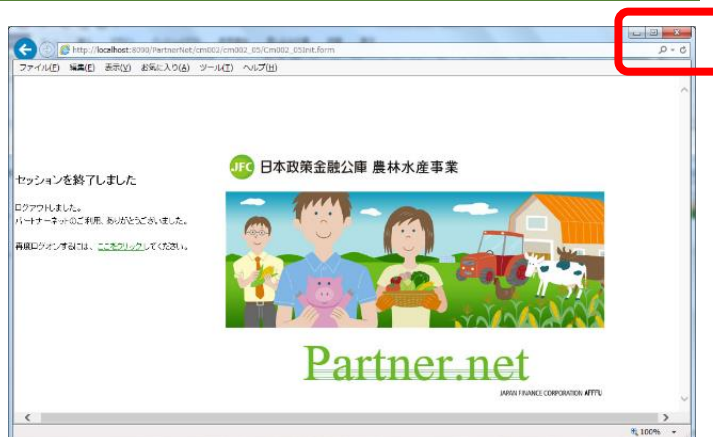 http://localhost:8090/PartnerNet/cm002/cm002_05/Cm002_05Init.form
ファイル(F) 編集(E) 表示(V) お気に入り(A) ツール(T) ヘルプ(H)
JFC 日本政策金融公庫 農林水産事業
セッションを終了しました
ログアウトしました。
パートナーネットのご利用、ありがとうございました。
再度ログオンするには、ここをクリックしてください。
Partner.net
JAPAN FINANCE CORPORATION AFFFU
100%